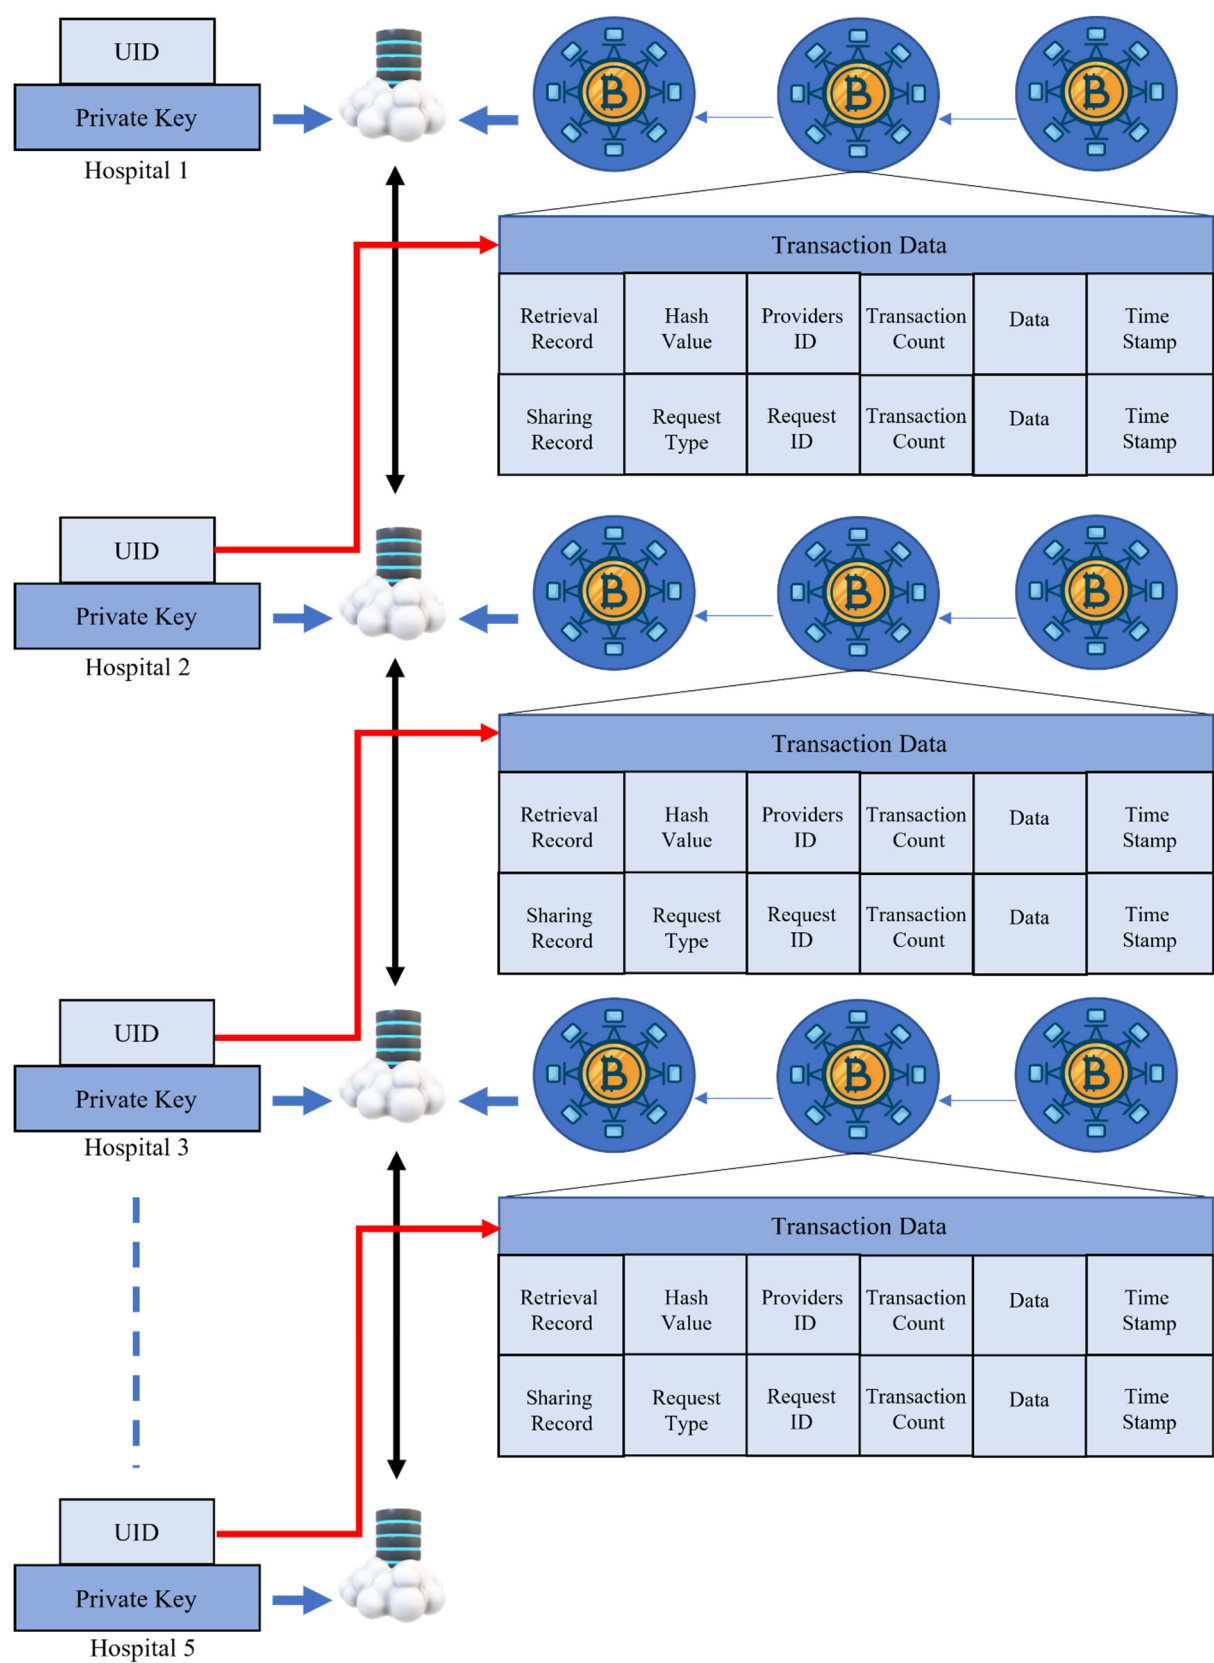 UID
Private Key
Hospital 1
Transaction Data
Retrieval Record
Hash Value
Providers ID
Transaction Count
Data
Time Stamp
Sharing Record
Request Type
Request ID
Transaction Count
Data
Time Stamp
UID
Private Key
Hospital 2
Transaction Data
Retrieval Record
Hash Value
Providers ID
Transaction Count
Data
Time Stamp
Sharing Record
Request Type
Request ID
Transaction Count
Data
Time Stamp
UID
Private Key
Hospital 3
Transaction Data
Retrieval Record
Hash Value
Providers ID
Transaction Count
Data
Time Stamp
Sharing Record
Request Type
Request ID
Transaction Count
Data
Time Stamp
UID
Private Key
Hospital 5